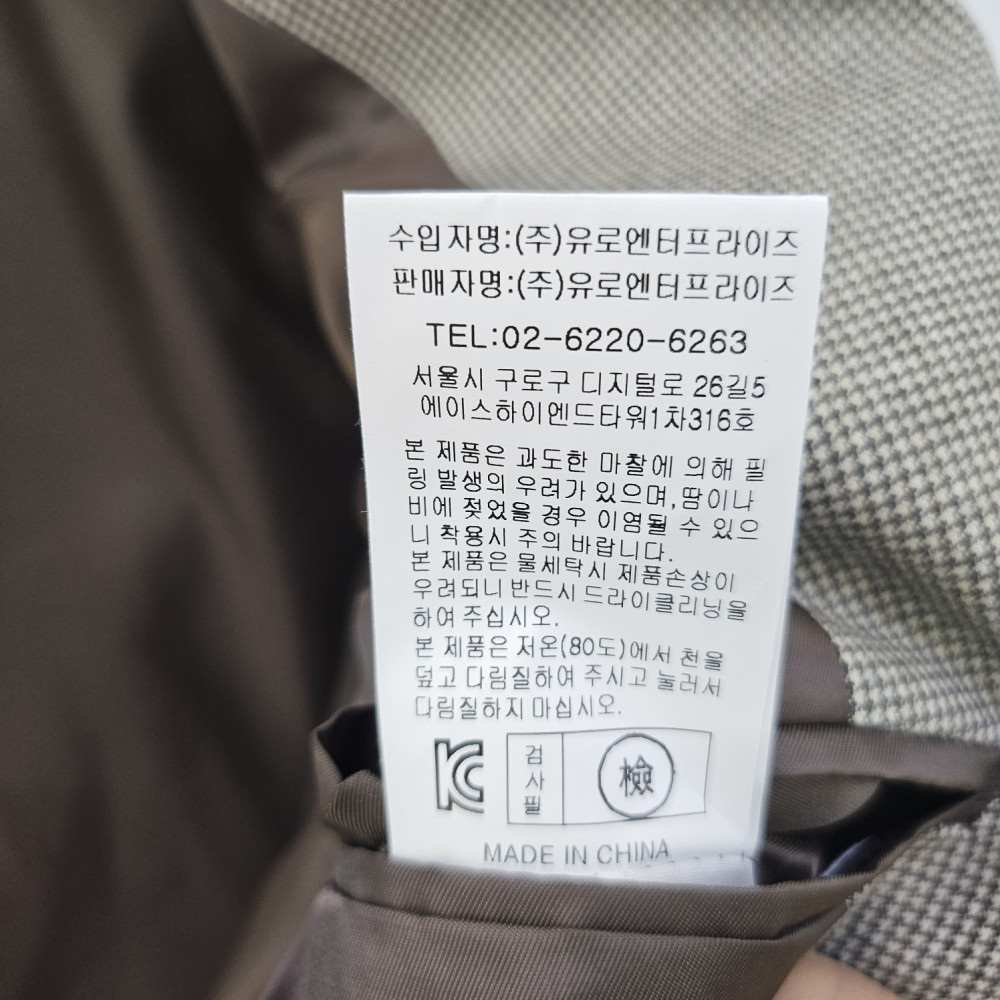 수입자명:(주)유로엔터프라이즈
판매자명:(주)유로엔터프라이즈
TEL:02-6220-6263
서울시 구로구 디지털로 26길5
에이스하이엔드타워1차316호
본 제품은 과도한 마찰에 의해 필
링 발생의 우려가 있으며,땀이나
비에 젖었을 경우 이염될 수 있으
니 착용시 주의 바랍니다.
본 제품은 물세탁시 제품손상이
우려되니 반드시 드라이클리닝을
하여 주십시오.
본 제품은 저온(80도)에서 천을
덮고 다림질하여 주시고 눌러서
다림질하지 마십시오.
KC
검사필
檢
MADE IN CHINA